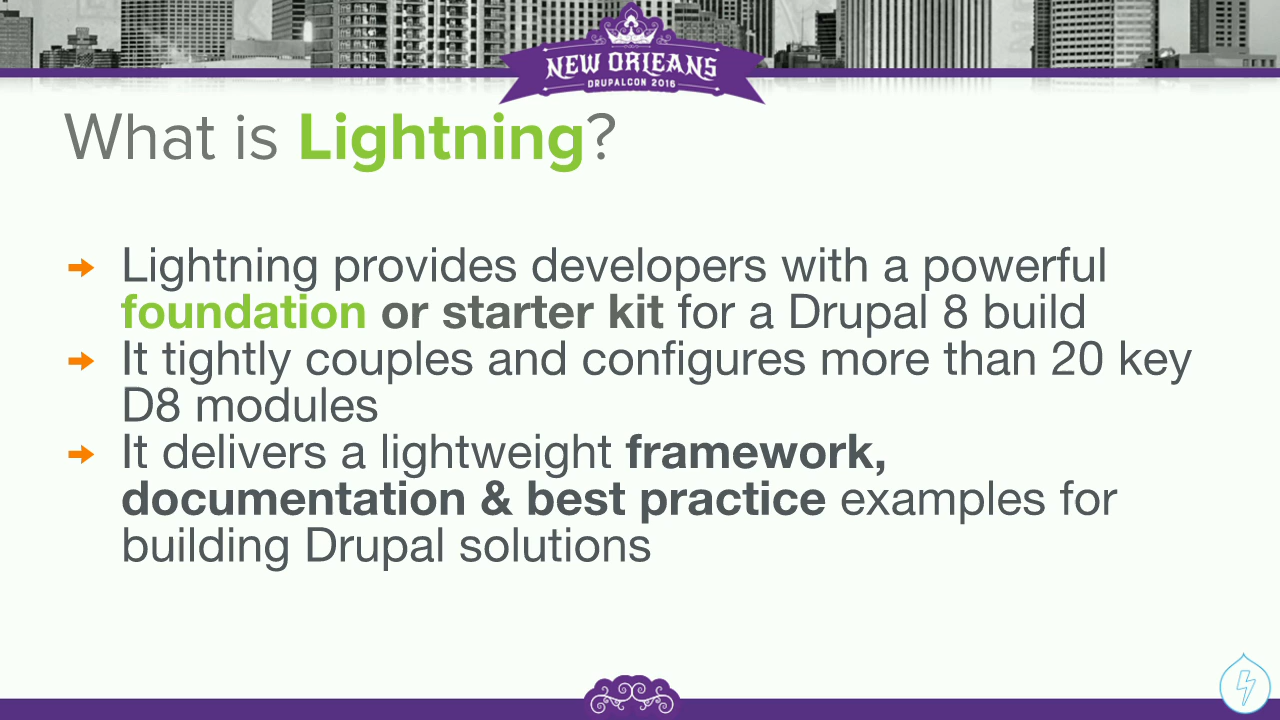 NEW ORLEANS
DRUPALCON 2016
What is Lightning?
Lightning provides developers with a powerful
foundation or starter kit for a Drupal 8 build
It tightly couples and configures more than 20 key
D8 modules
It delivers a lightweight framework,
documentation & best practice examples for
building Drupal solutions